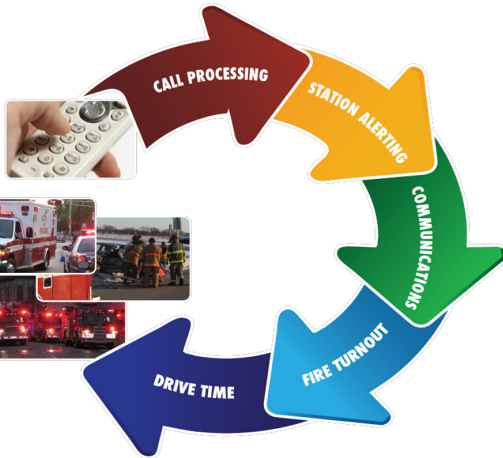 CALL PROCESSING
STATION ALERTING
COMMUNICATIONS
FIRE TURNOUT
DRIVE TIME